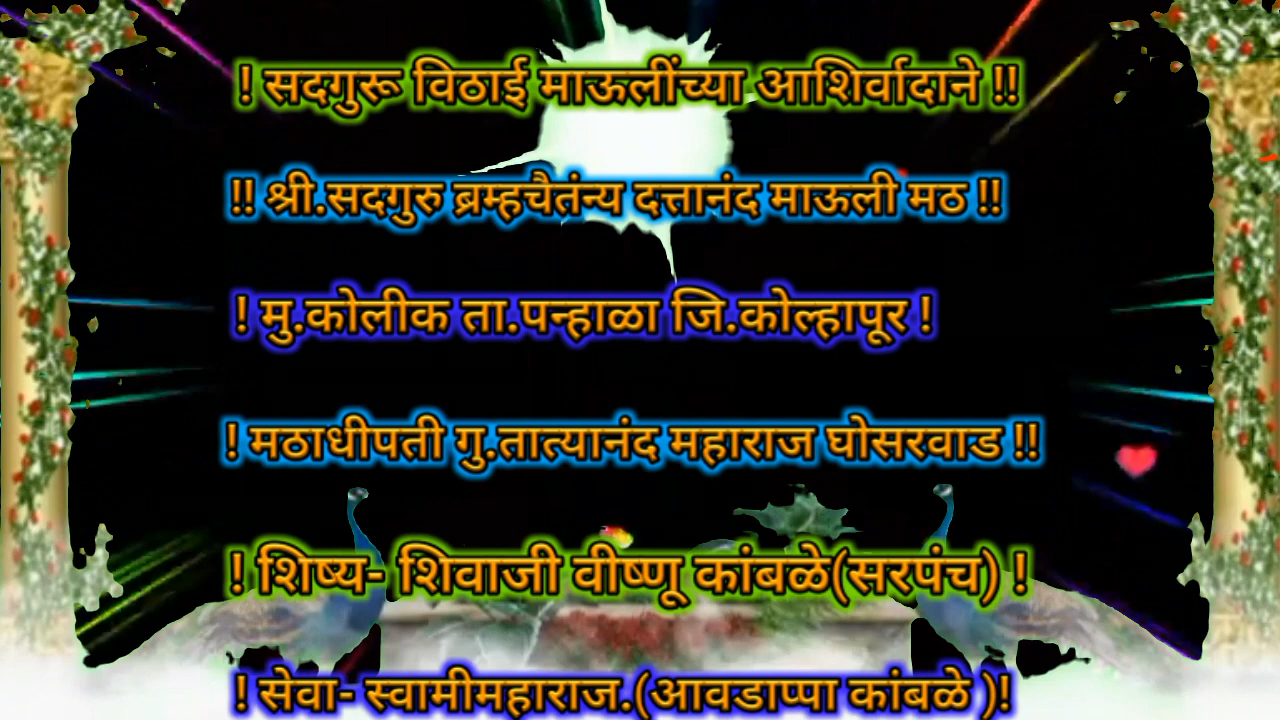 ! सदगुरू विठाई माऊलींच्या आशिर्वादाने !!
!! श्री.सदगुरु ब्रम्हचैतंन्य दत्तानंद माऊली मठ !!
! मु.कोलीक ता.पन्हाळा जि.कोल्हापूर !
! मठाधीपती गु.तात्यानंद महाराज घोसरवाड !!
! शिष्य- शिवाजी वीष्णू कांबळे(सरपंच) !
! सेवा- स्वामीमहाराज.(आवडाप्पा कांबळे )!